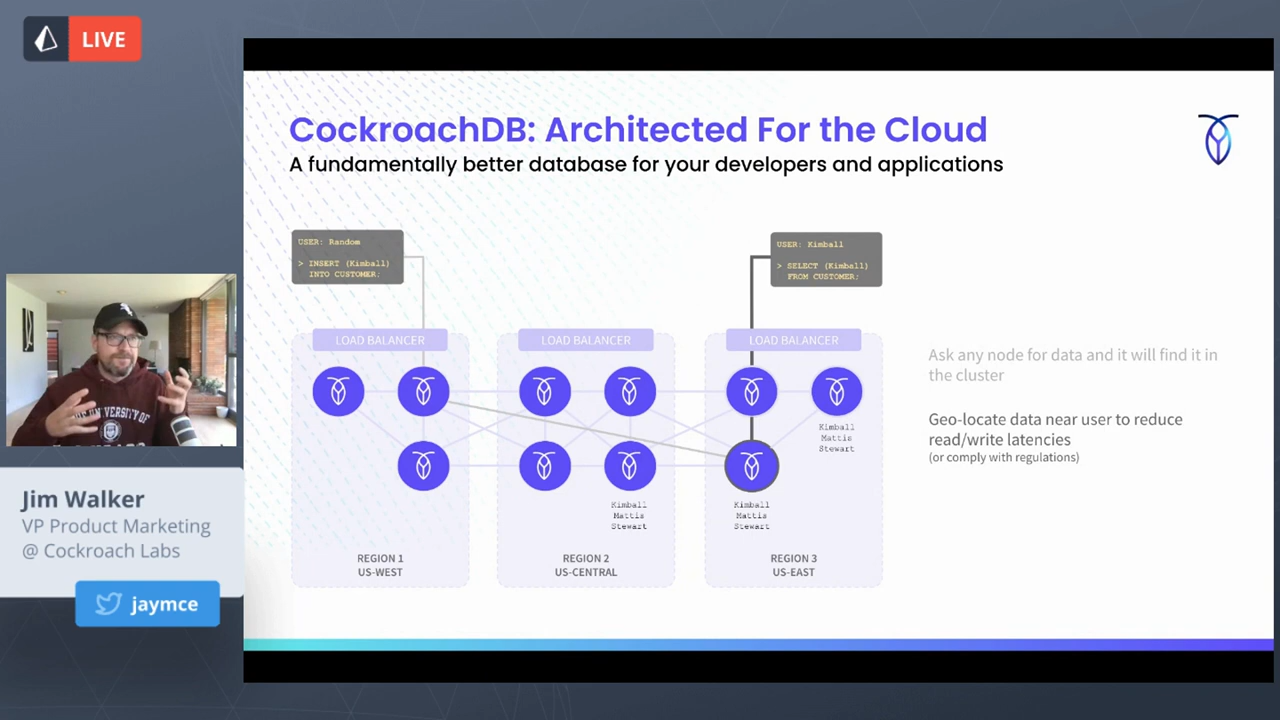 LIVE
CockroachDB: Architected For the Cloud
A fundamentally better database for your developers and applications
USER: Random
> INSERT (Kimball)
INTO CUSTOMER;
USER: Kimball
> SELECT (Kimball)
FROM CUSTOMER;
LOAD BALANCER
LOAD BALANCER
LOAD BALANCER
Kimball
Mattis
Stewart
Kimball
Mattis
Stewart
Kimball
Mattis
Stewart
REGION 1
US-WEST
REGION 2
US-CENTRAL
REGION 3
US-EAST
Ask any node for data and it will find it in
the cluster
Geo-locate data near user to reduce
read/write latencies
(or comply with regulations)
THE UNIVERSITY OF
Jim Walker
VP Product Marketing
@ Cockroach Labs
jaymce